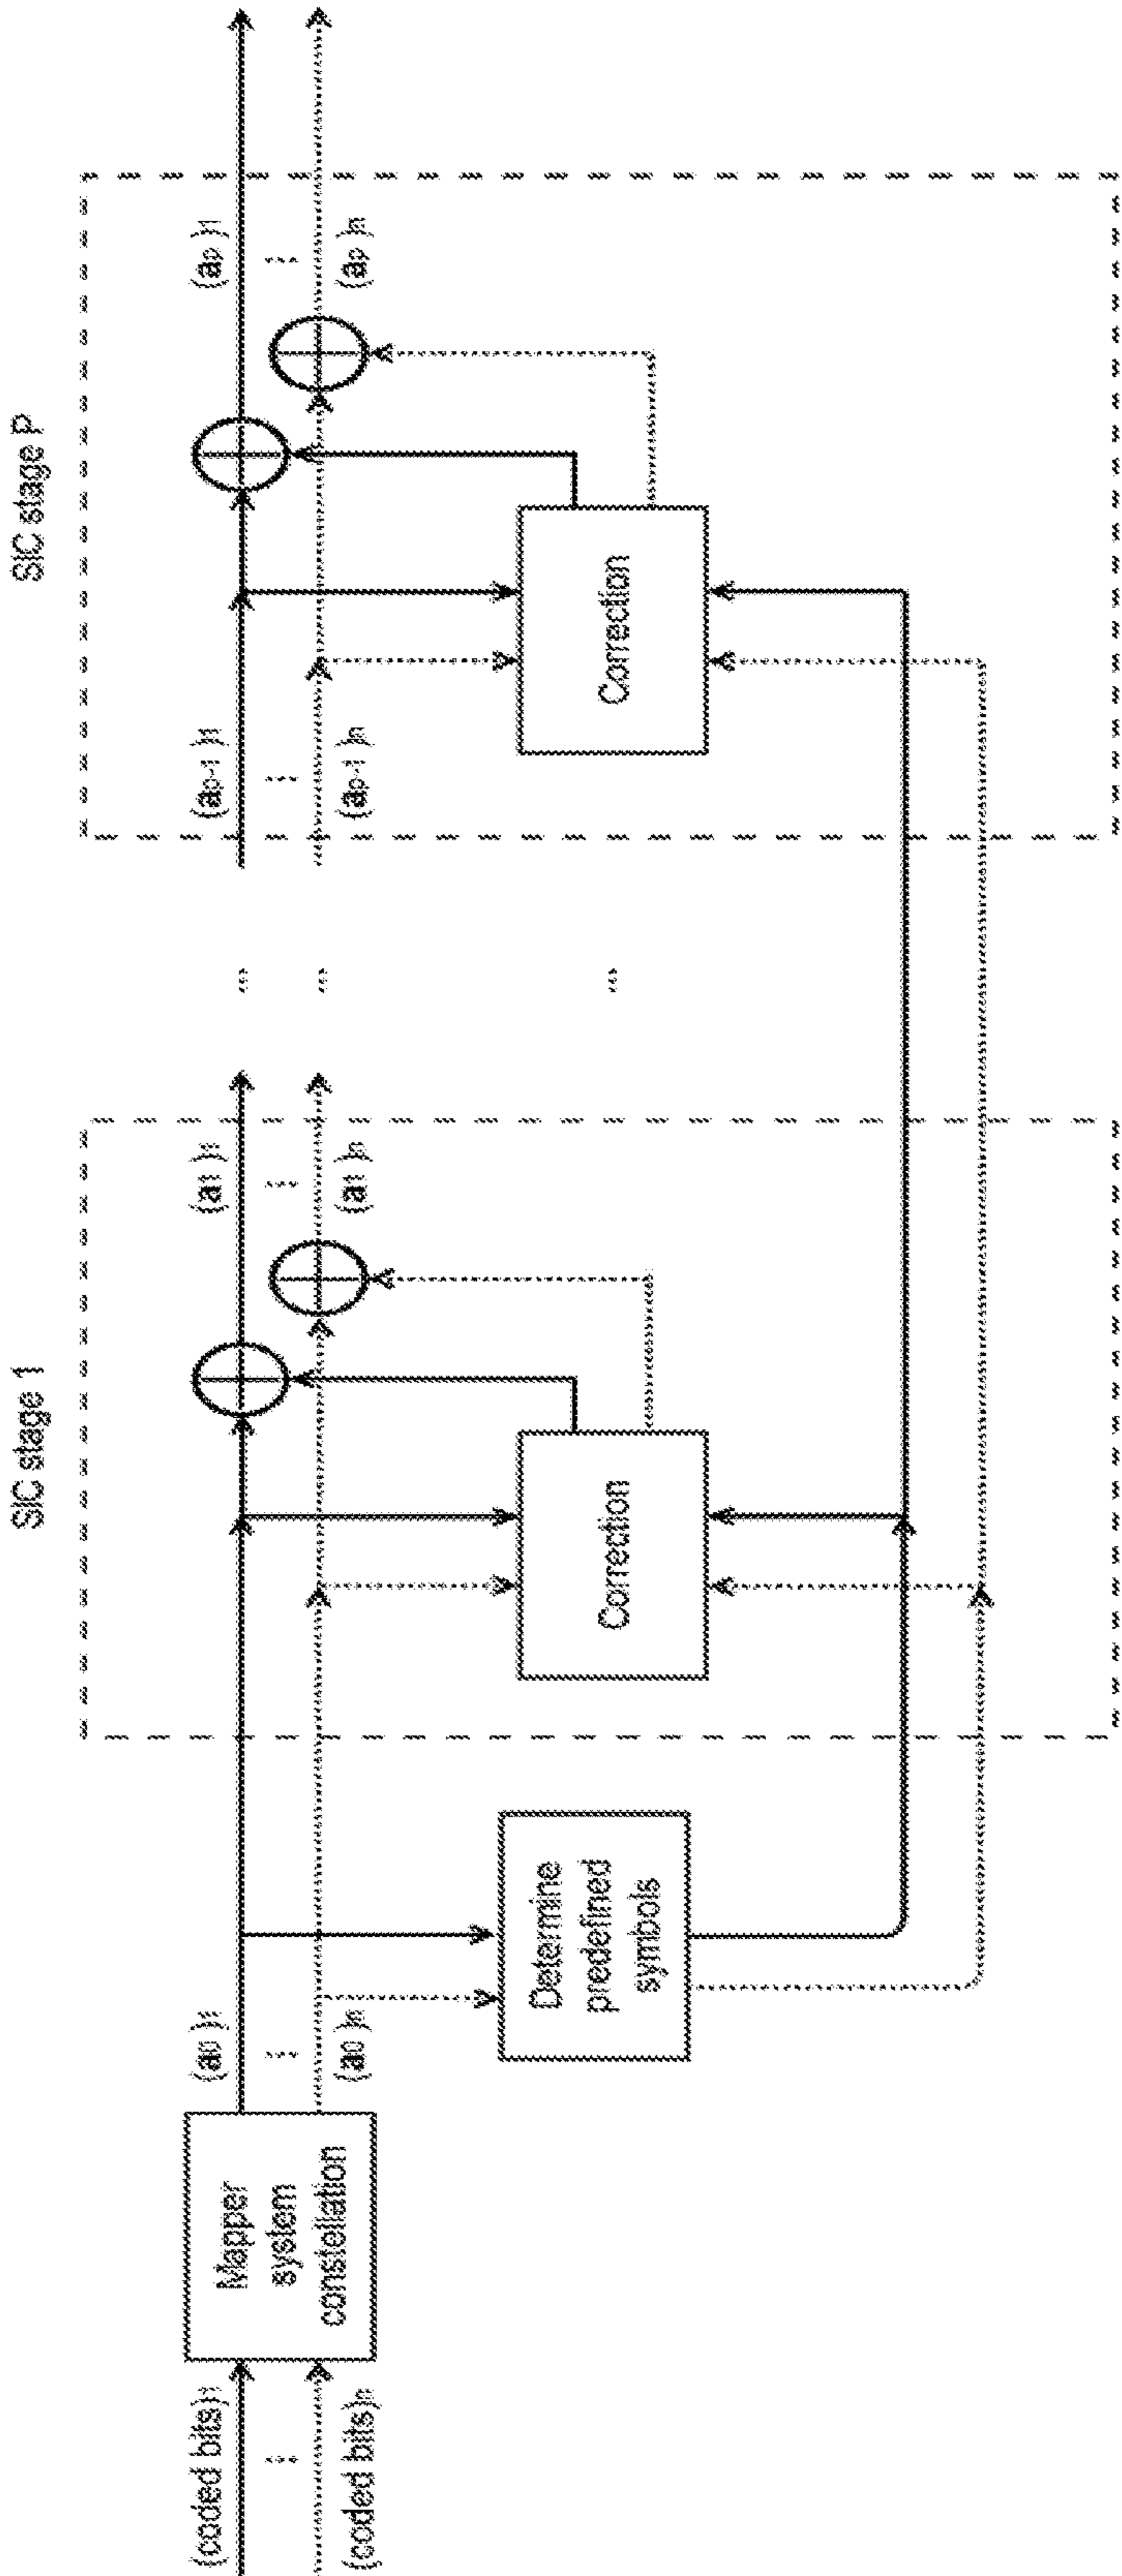 SIC stage 1
SIC stage P
(coded bits)1
...
(coded bits)n
Mapper
system
constellation
(a0)1
...
(a0)n
Determine
predefined
symbols
Correction
(a1)1
...
(a1)n
...
...
...
(ap-1)1
...
(ap-1)n
Correction
(ap)1
...
(ap)n